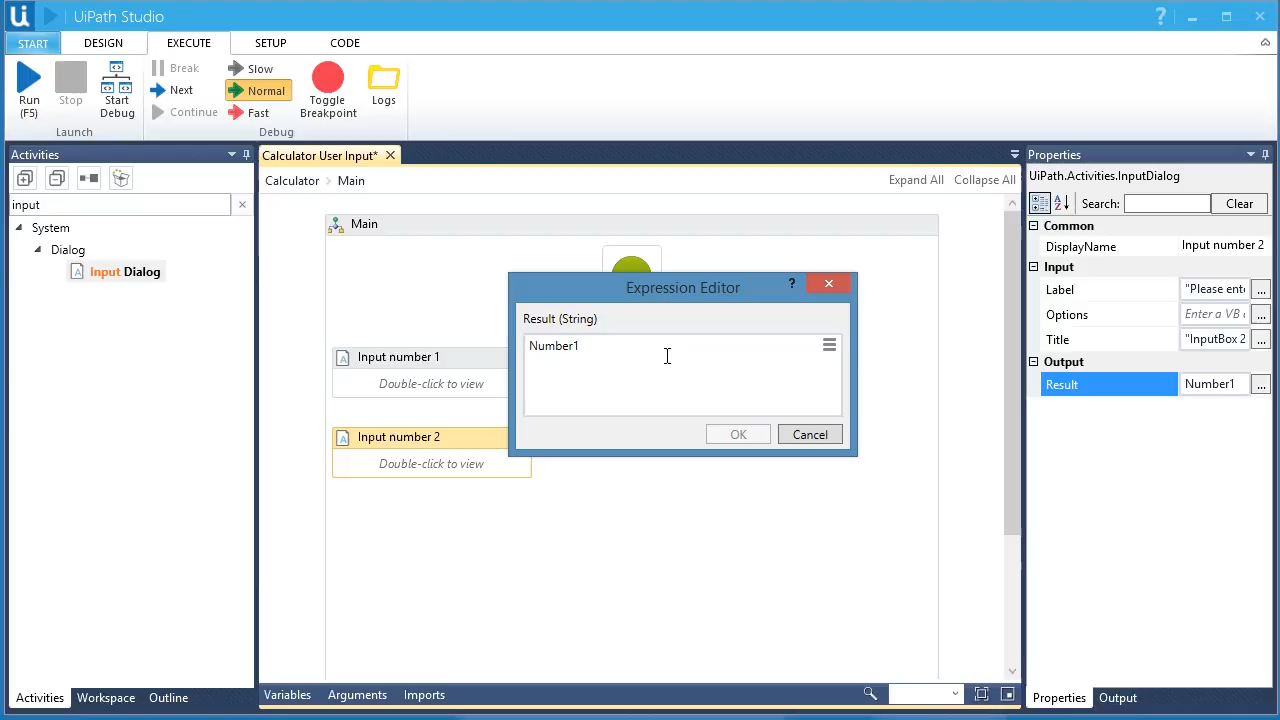 UiPath Studio
START DESIGN EXECUTE SETUP CODE
Run (F5)
Stop
Start Debug
Break
Next
Continue
Slow
Normal
Fast
Toggle Breakpoint
Logs
Launch
Debug
Activities
input
System
Dialog
Input Dialog
Activities Workspace Outline
Calculator User Input*
Calculator Main
Expand All Collapse All
Main
Input number 1
Double-click to view
Input number 2
Double-click to view
Expression Editor
Result (String)
Number1
OK Cancel
Variables Arguments Imports
Properties
UiPath.Activities.InputDialog
Search: Clear
Common
DisplayName Input number 2
Input
Label "Please ent ...
Options Enter a VB ...
Title "InputBox 2 ...
Output
Result Number1 ...
Properties Output